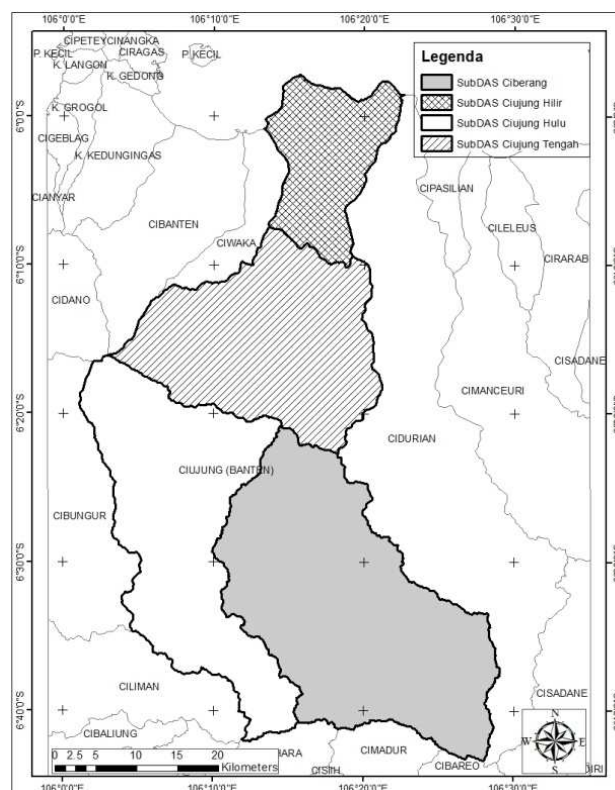 106°0'0"E 106°10'0"E 106°20'0"E 106°30'0"E
CIPETEY CINANGKA
P. KECIL CIRAGAS P. KECIL
K. LANGON
K. GEDONG
K. GROGOL
CIGEBLAG
K. KEDUNGINGAS
CIANYAR
CIBANTEN
CIWAKA
CIDANO
Legenda
SubDAS Ciberang
SubDAS Ciujung Hilir
SubDAS Ciujung Hulu
SubDAS Ciujung Tengah
CIPASILIAN
CILELEUS
CIRARAB
CISADANE
CIMANCEURI
CIDURIAN
CIUJUNG (BANTEN)
CIBUNGUR
CILIMAN
CIBALIUNG
CIMADUR
CIBAREO
CISADANE
6°0'0"S
6°10'0"S
6°20'0"S
6°30'0"S
6°40'0"S
N
W E
S
0 2.5 5 10 15 20
Kilometers
106°0'0"E 106°10'0"E 106°20'0"E 106°30'0"E